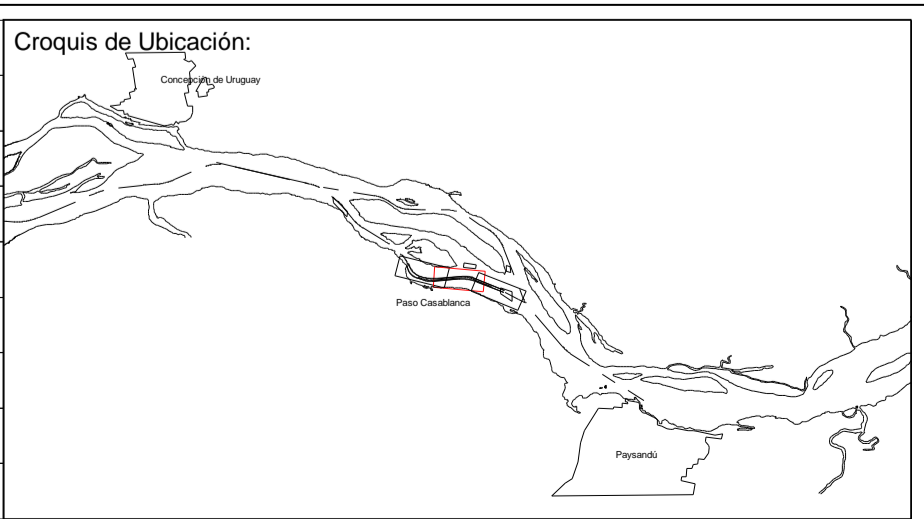 Croquis de Ubicación:
Concepción de Uruguay
Paso Casablanca
Paysandú